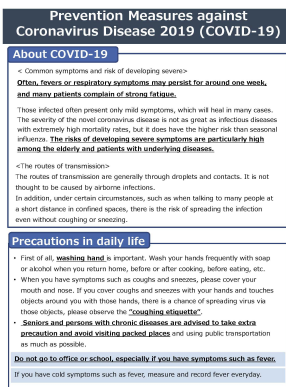 Prevention Measures against
Coronavirus Disease 2019 (COVID-19)
About COVID-19
< Common symptoms and risk of developing severe>
Often, fevers or respiratory symptoms may persist for around one week,
and many patients complain of strong fatigue.
Those infected often present only mild symptoms, which will heal in many cases.
The severity of the novel coronavirus disease is not as great as infectious diseases
with extremely high mortality rates, but it does have the higher risk than seasonal
influenza. The risks of developing severe symptoms are particularly high
among the elderly and patients with underlying diseases.
<The routes of transmission>
The routes of transmission are generally through droplets and contacts. It is not
thought to be caused by airborne infections.
In addition, under certain circumstances, such as when talking to many people at
a short distance in confined spaces, there is the risk of spreading the infection
even without coughing or sneezing.
Precautions in daily life
• First of all, washing hand is important. Wash your hands frequently with soap
or alcohol when you return home, before or after cooking, before eating, etc.
• When you have symptoms such as coughs and sneezes, please cover your
mouth and nose. If you cover coughs and sneezes with your hands and touches
objects around you with those hands, there is a chance of spreading virus via
those objects, please observe the "coughing etiquette".
• Seniors and persons with chronic diseases are advised to take extra
precaution and avoid visiting packed places and using public transportation
as much as possible.
Do not go to office or school, especially if you have symptoms such as fever.
If you have cold symptoms such as fever, measure and record fever everyday.